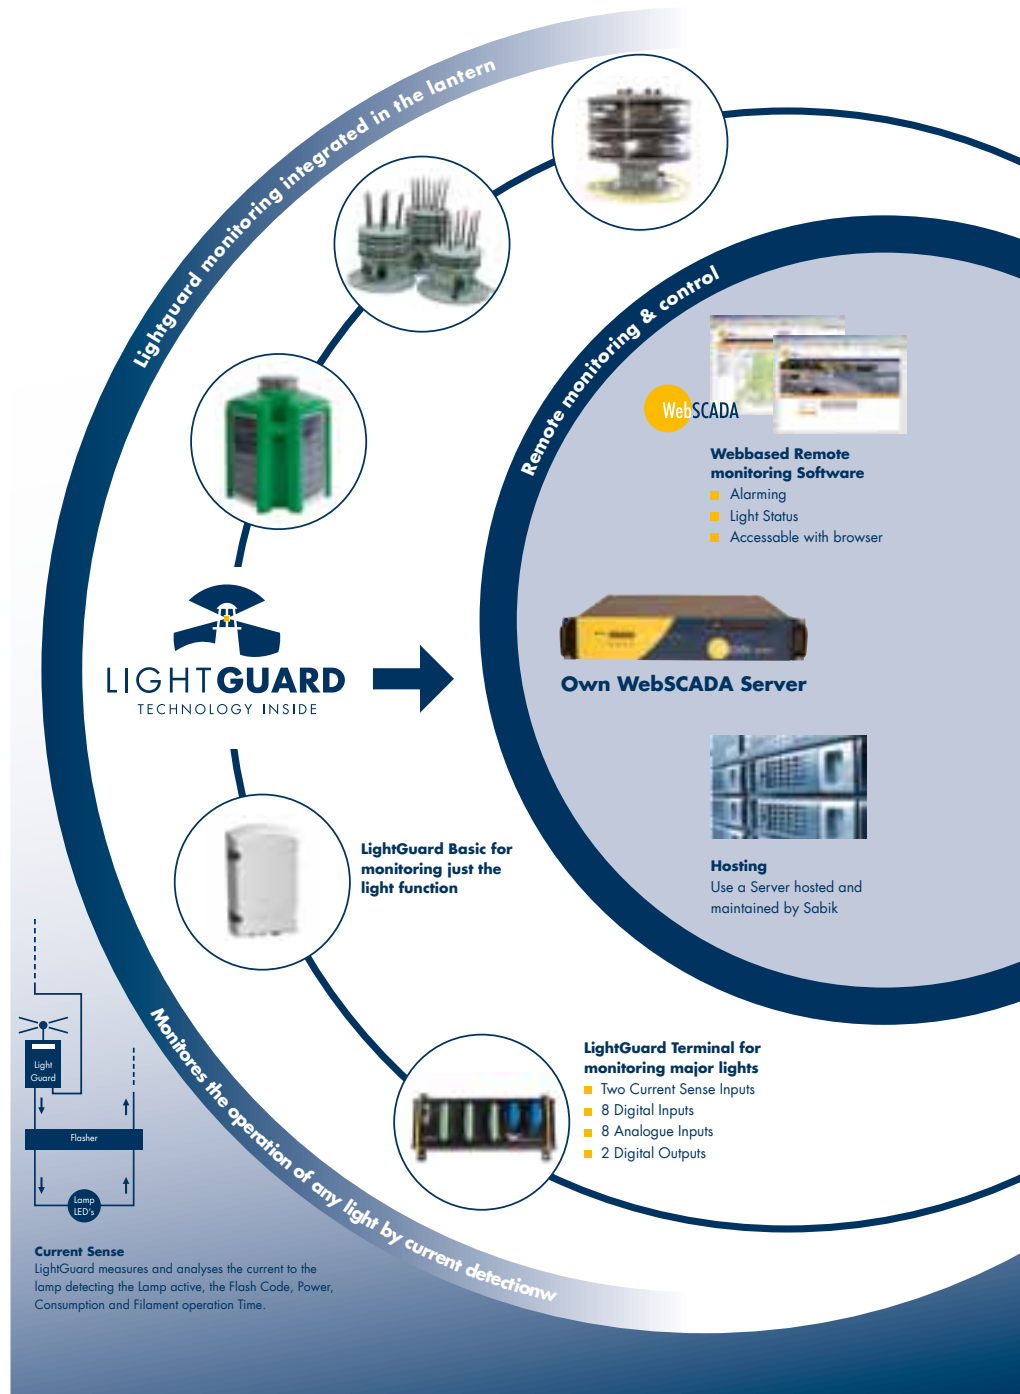 Lightguard monitoring integrated in the lantern
Remote monitoring & control
WebSCADA
Webbased Remote
monitoring Software
Alarming
Light Status
Accessable with browser
LIGHTGUARD
TECHNOLOGY INSIDE
Own WebSCADA Server
Hosting
Use a Server hosted and
maintained by Sabik
LightGuard Basic for
monitoring just the
light function
Monitores the operation of any light by current detectionw
LightGuard Terminal for
monitoring major lights
Two Current Sense Inputs
8 Digital Inputs
8 Analogue Inputs
2 Digital Outputs
Light
Guard
Flasher
Lamp
LED's
Current Sense
LightGuard measures and analyses the current to the
lamp detecting the Lamp active, the Flash Code, Power,
Consumption and Filament operation Time.